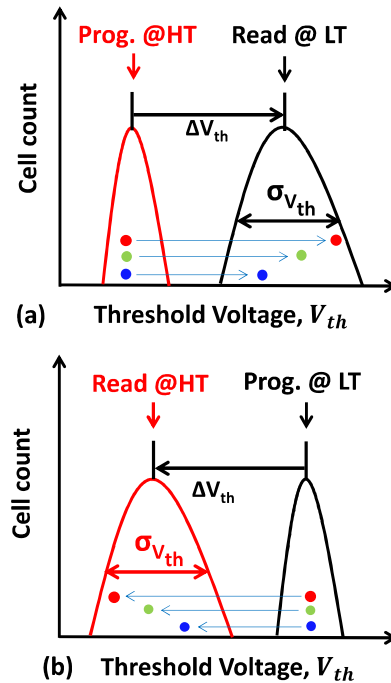 Prog. @HT Read @ LT
ΔVth
σVth
Cell count
(a) Threshold Voltage, Vth
Read @HT Prog. @ LT
ΔVth
σVth
Cell count
(b) Threshold Voltage, Vth